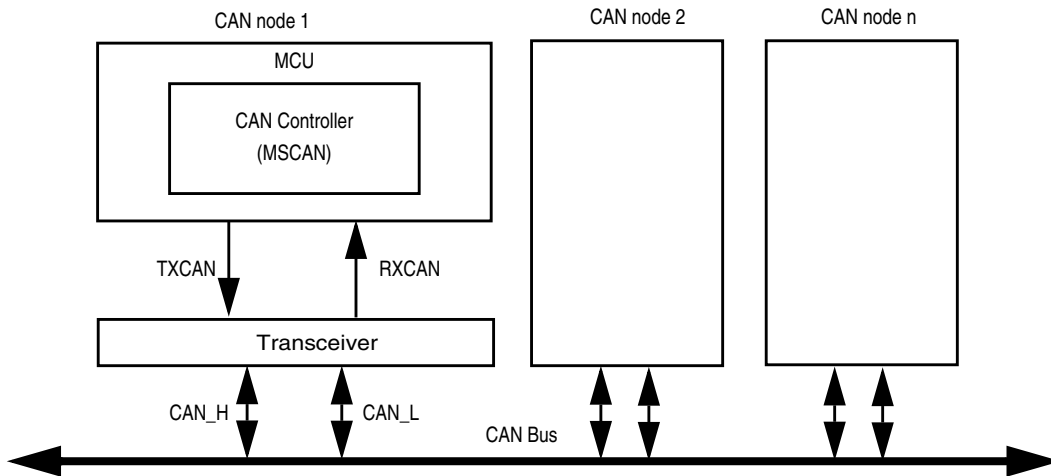 CAN node 1
CAN node 2
CAN node n
MCU
CAN Controller
(MSCAN)
TXCAN
RXCAN
Transceiver
CAN_H
CAN_L
CAN Bus